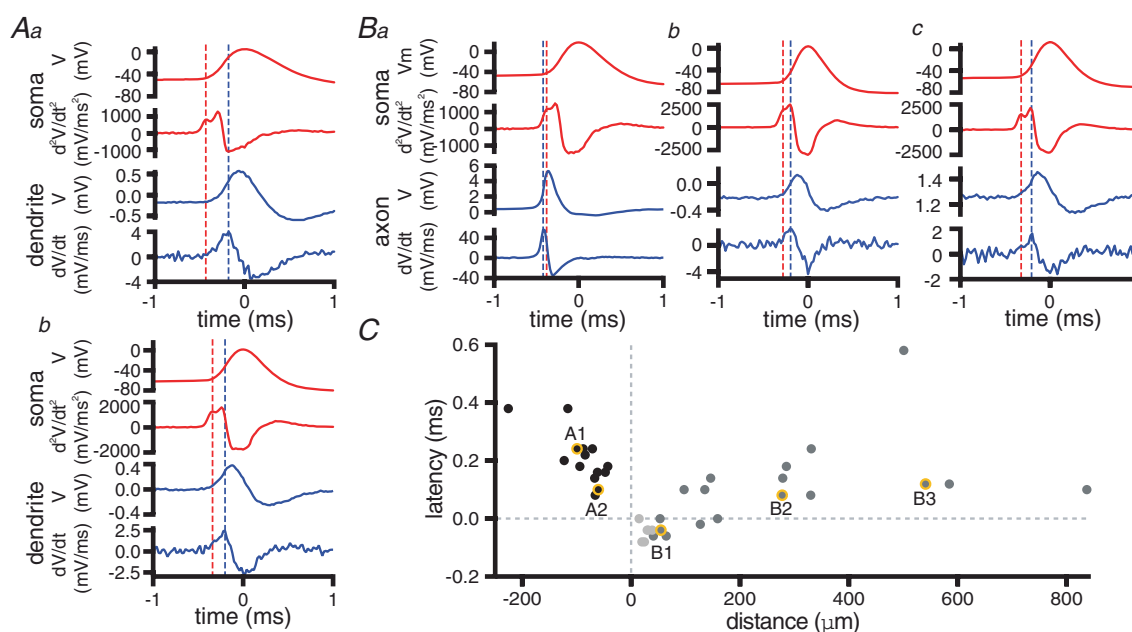 Aa
soma
V
(mV)
0
-40
-80
d²V/dt²
(mV/ms²)
1000
-1000
dendrite
V
(mV)
0.5
0.0
-0.5
dV/dt
(mV/ms)
4
0
-4
-1 0 1
time (ms)
Ba
soma
Vm
(mV)
0
-40
-80
d²V/dt²
(mV/ms²)
1000
-1000
axon
V
(mV)
5
2
0
dV/dt
(mV/ms)
40
0
-40
-1 0 1
time (ms)
b
0
-40
-80
2500
0
-2500
0.0
-0.4
0
-4
-1 0 1
time (ms)
c
0
-40
-80
2500
0
-2500
1.4
1.2
2
0
-2
-1 0
time (ms)
b
soma
V
(mV)
0
-40
-80
d²V/dt²
(mV/ms²)
2000
-2000
dendrite
V
(mV)
0.4
0.0
-0.4
dV/dt
(mV/ms)
2.5
0.0
-2.5
-1 0 1
time (ms)
C
latency (ms)
0.6
0.4
0.2
0.0
-0.2
A1
A2
B1
B2
B3
-200 0 200 400 600 800
distance (μm)